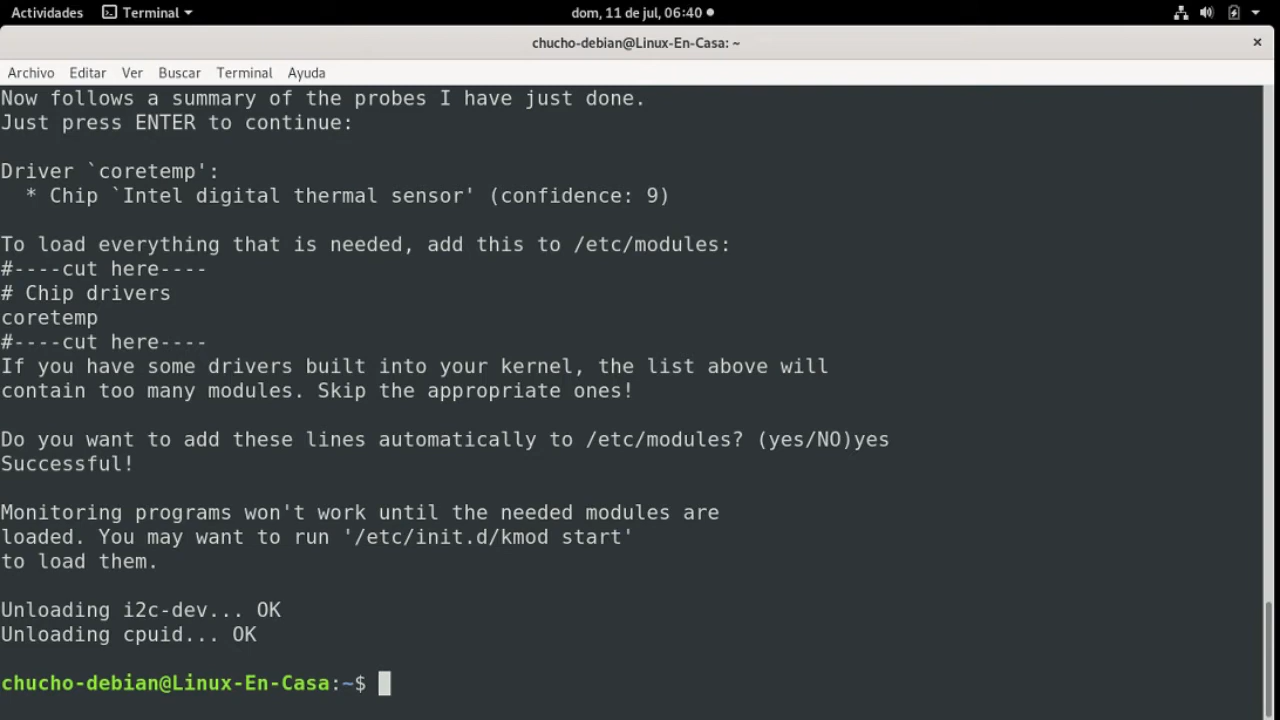 Actividades
Terminal
dom, 11 de jul, 06:40
chucho-debian@Linux-En-Casa: ~
×
Archivo Editar Ver Buscar Terminal Ayuda
Now follows a summary of the probes I have just done.
Just press ENTER to continue:
Driver `coretemp':
* Chip `Intel digital thermal sensor' (confidence: 9)
To load everything that is needed, add this to /etc/modules:
#----cut here----
# Chip drivers
coretemp
#----cut here----
If you have some drivers built into your kernel, the list above will
contain too many modules. Skip the appropriate ones!
Do you want to add these lines automatically to /etc/modules? (yes/NO)yes
Successful!
Monitoring programs won't work until the needed modules are
loaded. You may want to run '/etc/init.d/kmod start'
to load them.
Unloading i2c-dev... OK
Unloading cpuid... OK
chucho-debian@Linux-En-Casa:~$